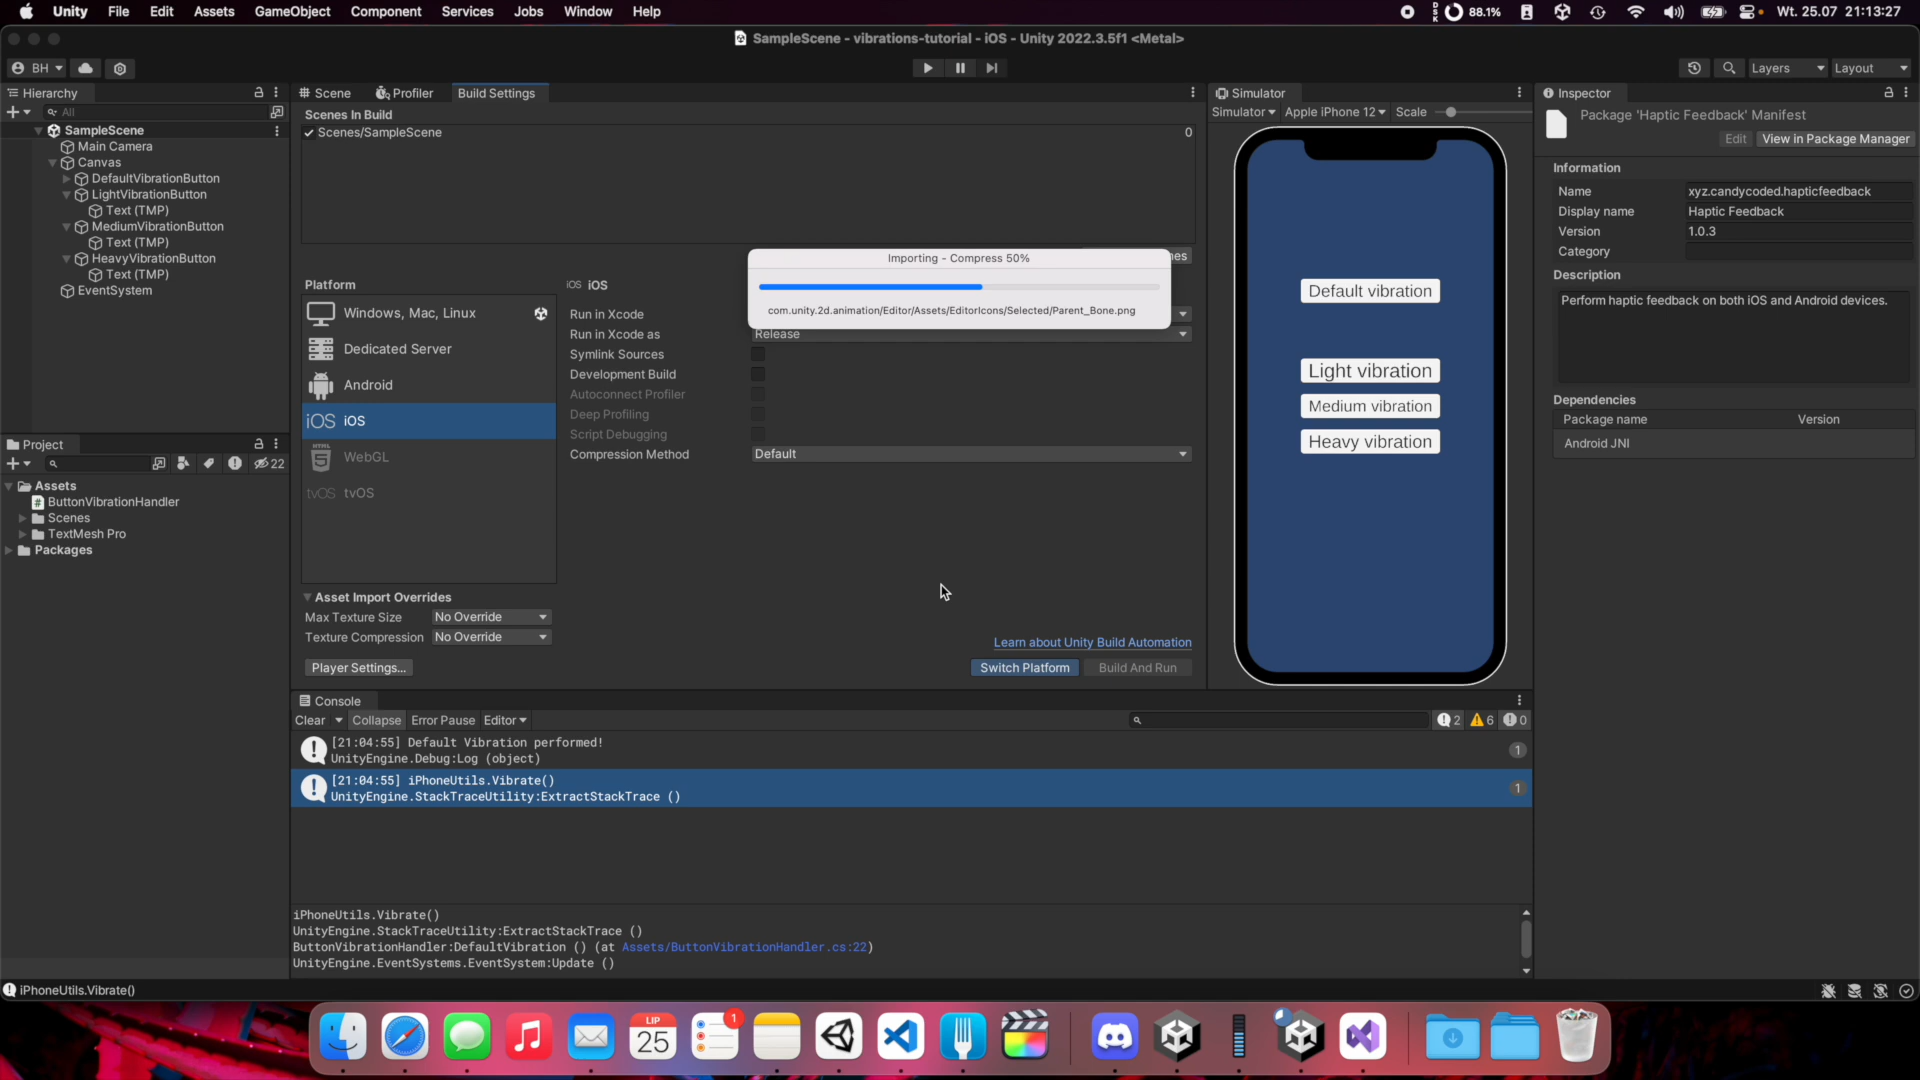 Unity File Edit Assets GameObject Component Services Jobs Window Help
DSK 88.1% Wt. 25.07 21:13:27
SampleScene - vibrations-tutorial - iOS - Unity 2022.3.5f1 <Metal>
BH
Layers
Layout
Hierarchy
All
SampleScene
Main Camera
Canvas
DefaultVibrationButton
LightVibrationButton
Text (TMP)
MediumVibrationButton
Text (TMP)
HeavyVibrationButton
Text (TMP)
EventSystem
Project
22
Assets
ButtonVibrationHandler
Scenes
TextMesh Pro
Packages
Scene Profiler Build Settings
Scenes In Build
Scenes/SampleScene 0
nes
Platform
Windows, Mac, Linux
Dedicated Server
Android
iOS iOS
HTML 5 WebGL
tvOS tvOS
iOS iOS
Run in Xcode
Run in Xcode as Release
Symlink Sources
Development Build
Autoconnect Profiler
Deep Profiling
Script Debugging
Compression Method Default
Importing - Compress 50%
com.unity.2d.animation/Editor/Assets/EditorIcons/Selected/Parent_Bone.png
Asset Import Overrides
Max Texture Size No Override
Texture Compression No Override
Player Settings...
Learn about Unity Build Automation
Switch Platform Build And Run
Simulator
Simulator Apple iPhone 12 Scale
Default vibration
Light vibration
Medium vibration
Heavy vibration
Inspector
Package 'Haptic Feedback' Manifest
Edit View in Package Manager
Information
Name xyz.candycoded.hapticfeedback
Display name Haptic Feedback
Version 1.0.3
Category
Description
Perform haptic feedback on both iOS and Android devices.
Dependencies
Package name Version
Android JNI
Console
Clear Collapse Error Pause Editor
2 6 0
[21:04:55] Default Vibration performed!
UnityEngine.Debug:Log (object)
1
[21:04:55] iPhoneUtils.Vibrate()
UnityEngine.StackTraceUtility:ExtractStackTrace ()
1
iPhoneUtils.Vibrate()
UnityEngine.StackTraceUtility:ExtractStackTrace ()
ButtonVibrationHandler:DefaultVibration () (at Assets/ButtonVibrationHandler.cs:22)
UnityEngine.EventSystems.EventSystem:Update ()
iPhoneUtils.Vibrate()
LIP
25
1